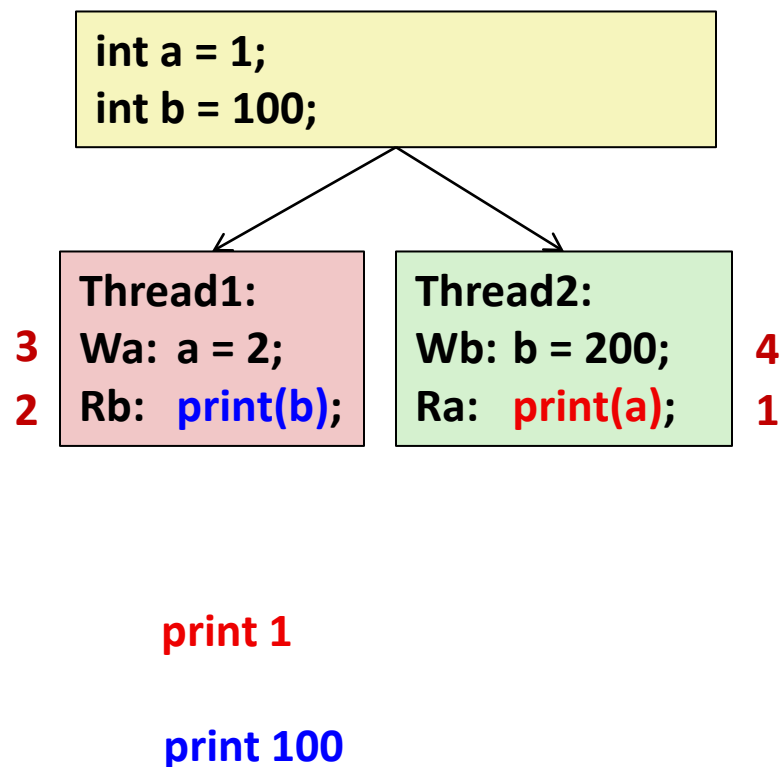 int a = 1;
int b = 100;
Thread1:
3 Wa: a = 2;
2 Rb: print(b);
Thread2:
Wb: b = 200; 4
Ra: print(a); 1
print 1
print 100